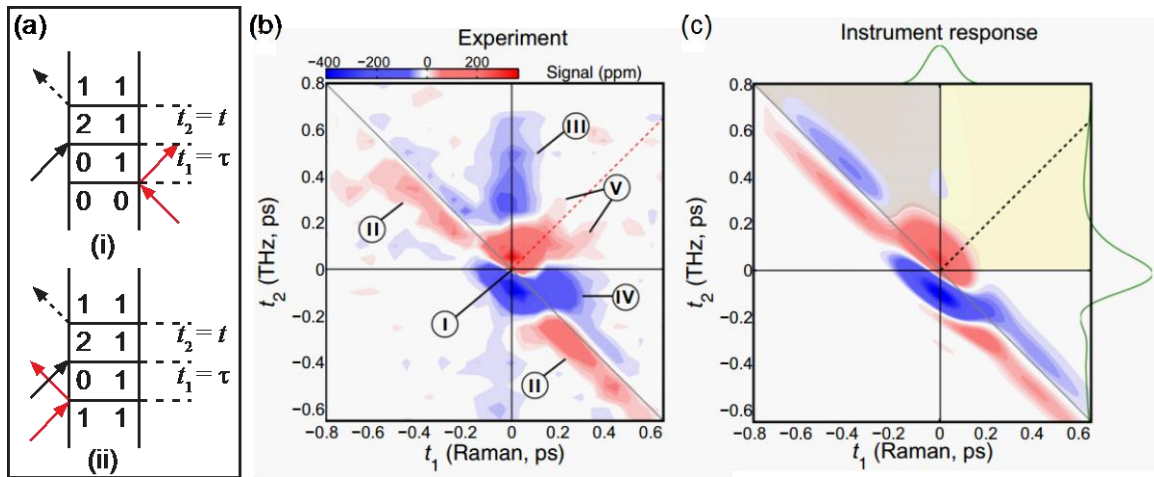 (a)
1 1
2 1
t₂ = t
0 1
t₁ = τ
0 0
(i)
1 1
2 1
t₂ = t
0 1
t₁ = τ
1 1
(ii)
(b)
Experiment
−400 −200 0 200
Signal (ppm)
0.8
0.6
0.4
0.2
0
−0.2
−0.4
−0.6
t₂ (THz, ps)
I
II
II
III
IV
V
−0.8 −0.6 −0.4 −0.2 0 0.2 0.4 0.6
t₁ (Raman, ps)
(c)
Instrument response
0.8
0.6
0.4
0.2
0
−0.2
−0.4
−0.6
t₂ (THz, ps)
−0.8 −0.6 −0.4 −0.2 0 0.2 0.4 0.6
t₁ (Raman, ps)